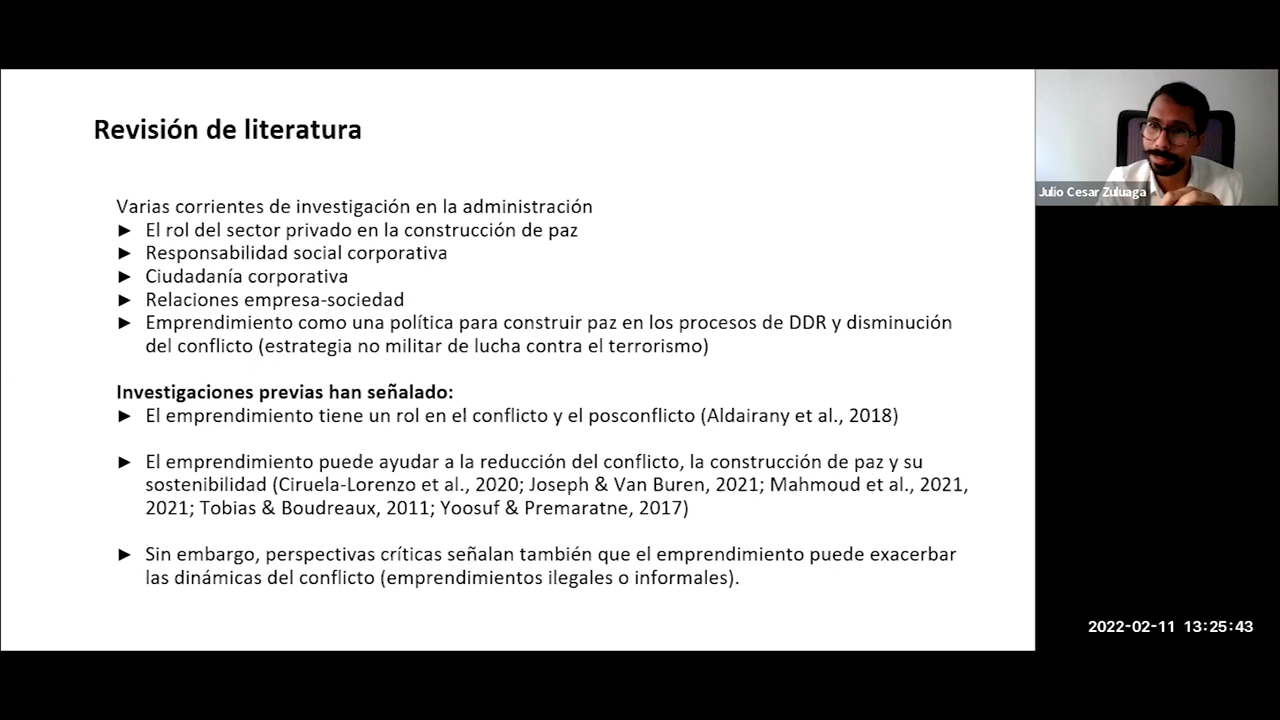 Revisión de literatura
Varias corrientes de investigación en la administración
► El rol del sector privado en la construcción de paz
► Responsabilidad social corporativa
► Ciudadanía corporativa
► Relaciones empresa-sociedad
► Emprendimiento como una política para construir paz en los procesos de DDR y disminución
del conflicto (estrategia no militar de lucha contra el terrorismo)
Investigaciones previas han señalado:
► El emprendimiento tiene un rol en el conflicto y el posconflicto (Aldairany et al., 2018)
► El emprendimiento puede ayudar a la reducción del conflicto, la construcción de paz y su
sostenibilidad (Ciruela-Lorenzo et al., 2020; Joseph & Van Buren, 2021; Mahmoud et al., 2021,
2021; Tobias & Boudreaux, 2011; Yoosuf & Premaratne, 2017)
► Sin embargo, perspectivas críticas señalan también que el emprendimiento puede exacerbar
las dinámicas del conflicto (emprendimientos ilegales o informales).
Julio Cesar Zuluaga
2022-02-11 13:25:43